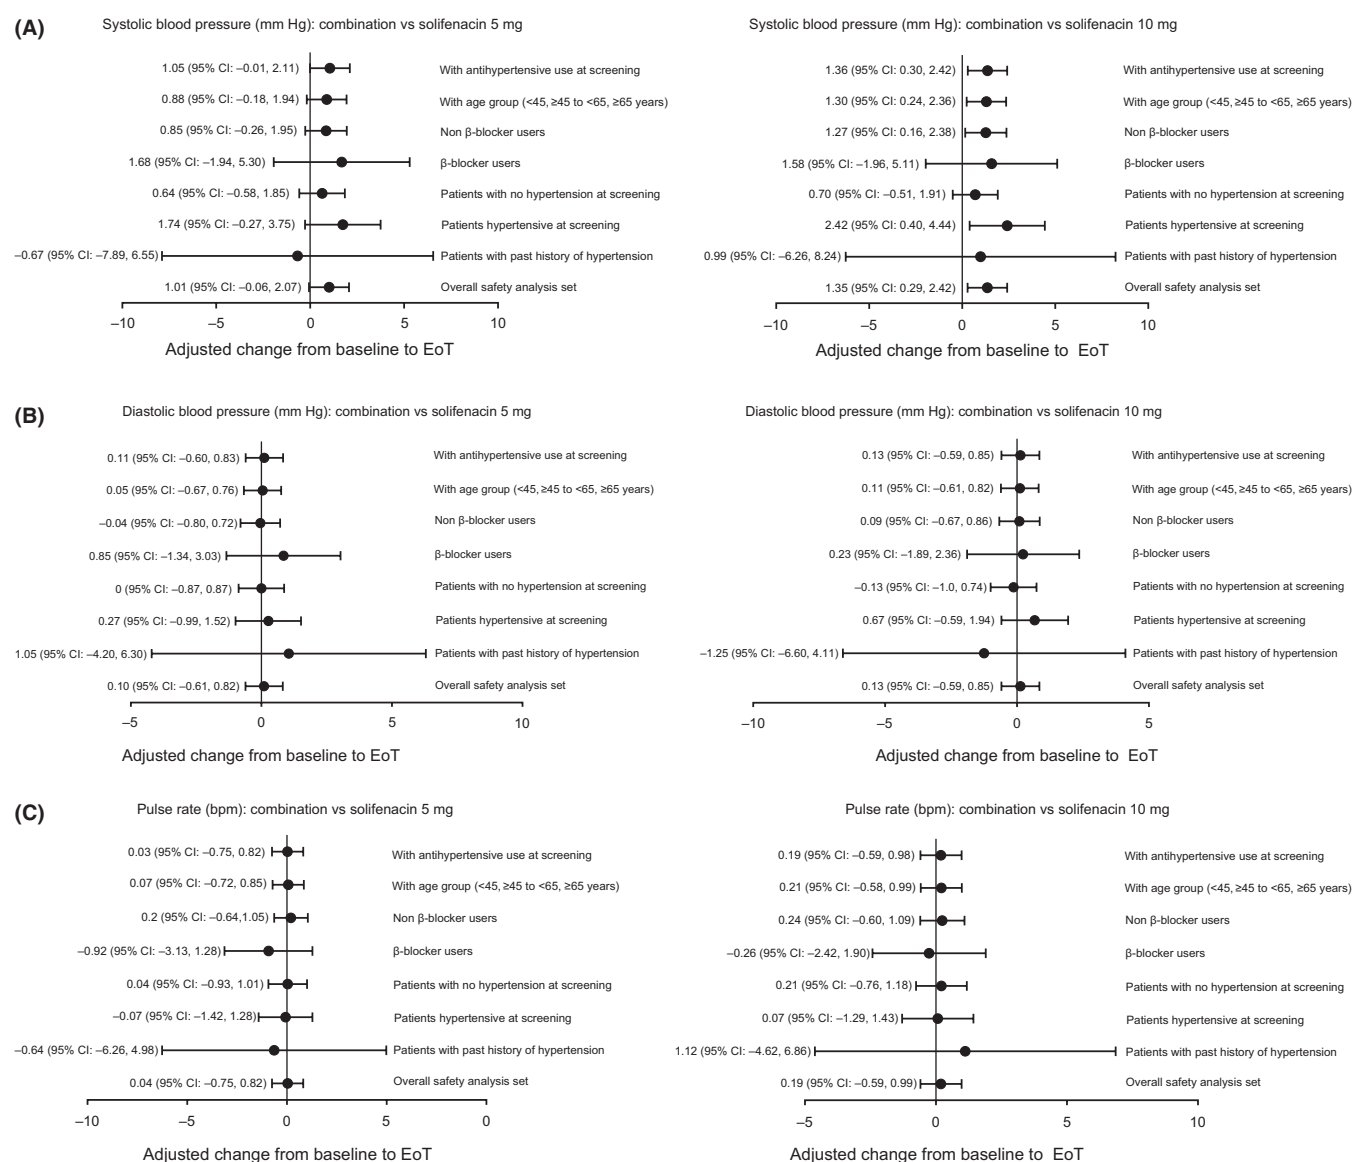 (A)
Systolic blood pressure (mm Hg): combination vs solifenacin 5 mg
1.05 (95% CI: –0.01, 2.11) With antihypertensive use at screening
0.88 (95% CI: –0.18, 1.94) With age group (<45, ≥45 to <65, ≥65 years)
0.85 (95% CI: –0.26, 1.95) Non β-blocker users
1.68 (95% CI: –1.94, 5.30) β-blocker users
0.64 (95% CI: –0.58, 1.85) Patients with no hypertension at screening
1.74 (95% CI: –0.27, 3.75) Patients hypertensive at screening
–0.67 (95% CI: –7.89, 6.55) Patients with past history of hypertension
1.01 (95% CI: –0.06, 2.07) Overall safety analysis set
–10 –5 0 5 10
Adjusted change from baseline to EoT
Systolic blood pressure (mm Hg): combination vs solifenacin 10 mg
1.36 (95% CI: 0.30, 2.42) With antihypertensive use at screening
1.30 (95% CI: 0.24, 2.36) With age group (<45, ≥45 to <65, ≥65 years)
1.27 (95% CI: 0.16, 2.38) Non β-blocker users
1.58 (95% CI: –1.96, 5.11) β-blocker users
0.70 (95% CI: –0.51, 1.91) Patients with no hypertension at screening
2.42 (95% CI: 0.40, 4.44) Patients hypertensive at screening
0.99 (95% CI: –6.26, 8.24) Patients with past history of hypertension
1.35 (95% CI: 0.29, 2.42) Overall safety analysis set
–10 –5 0 5 10
Adjusted change from baseline to EoT
(B)
Diastolic blood pressure (mm Hg): combination vs solifenacin 5 mg
0.11 (95% CI: –0.60, 0.83) With antihypertensive use at screening
0.05 (95% CI: –0.67, 0.76) With age group (<45, ≥45 to <65, ≥65 years)
–0.04 (95% CI: –0.80, 0.72) Non β-blocker users
0.85 (95% CI: –1.34, 3.03) β-blocker users
0 (95% CI: –0.87, 0.87) Patients with no hypertension at screening
0.27 (95% CI: –0.99, 1.52) Patients hypertensive at screening
1.05 (95% CI: –4.20, 6.30) Patients with past history of hypertension
0.10 (95% CI: –0.61, 0.82) Overall safety analysis set
–5 0 5 10
Adjusted change from baseline to EoT
Diastolic blood pressure (mm Hg): combination vs solifenacin 10 mg
0.13 (95% CI: –0.59, 0.85) With antihypertensive use at screening
0.11 (95% CI: –0.61, 0.82) With age group (<45, ≥45 to <65, ≥65 years)
0.09 (95% CI: –0.67, 0.86) Non β-blocker users
0.23 (95% CI: –1.89, 2.36) β-blocker users
–0.13 (95% CI: –1.0, 0.74) Patients with no hypertension at screening
0.67 (95% CI: –0.59, 1.94) Patients hypertensive at screening
–1.25 (95% CI: –6.60, 4.11) Patients with past history of hypertension
0.13 (95% CI: –0.59, 0.85) Overall safety analysis set
–10 –5 0 5
Adjusted change from baseline to EoT
(C)
Pulse rate (bpm): combination vs solifenacin 5 mg
0.03 (95% CI: –0.75, 0.82) With antihypertensive use at screening
0.07 (95% CI: –0.72, 0.85) With age group (<45, ≥45 to <65, ≥65 years)
0.2 (95% CI: –0.64,1.05) Non β-blocker users
–0.92 (95% CI: –3.13, 1.28) β-blocker users
0.04 (95% CI: –0.93, 1.01) Patients with no hypertension at screening
–0.07 (95% CI: –1.42, 1.28) Patients hypertensive at screening
–0.64 (95% CI: –6.26, 4.98) Patients with past history of hypertension
0.04 (95% CI: –0.75, 0.82) Overall safety analysis set
–10 –5 0 5 0
Adjusted change from baseline to EoT
Pulse rate (bpm): combination vs solifenacin 10 mg
0.19 (95% CI: –0.59, 0.98) With antihypertensive use at screening
0.21 (95% CI: –0.58, 0.99) With age group (<45, ≥45 to <65, ≥65 years)
0.24 (95% CI: –0.60, 1.09) Non β-blocker users
–0.26 (95% CI: –2.42, 1.90) β-blocker users
0.21 (95% CI: –0.76, 1.18) Patients with no hypertension at screening
0.07 (95% CI: –1.29, 1.43) Patients hypertensive at screening
1.12 (95% CI: –4.62, 6.86) Patients with past history of hypertension
0.19 (95% CI: –0.59, 0.99) Overall safety analysis set
–5 0 5 10
Adjusted change from baseline to EoT